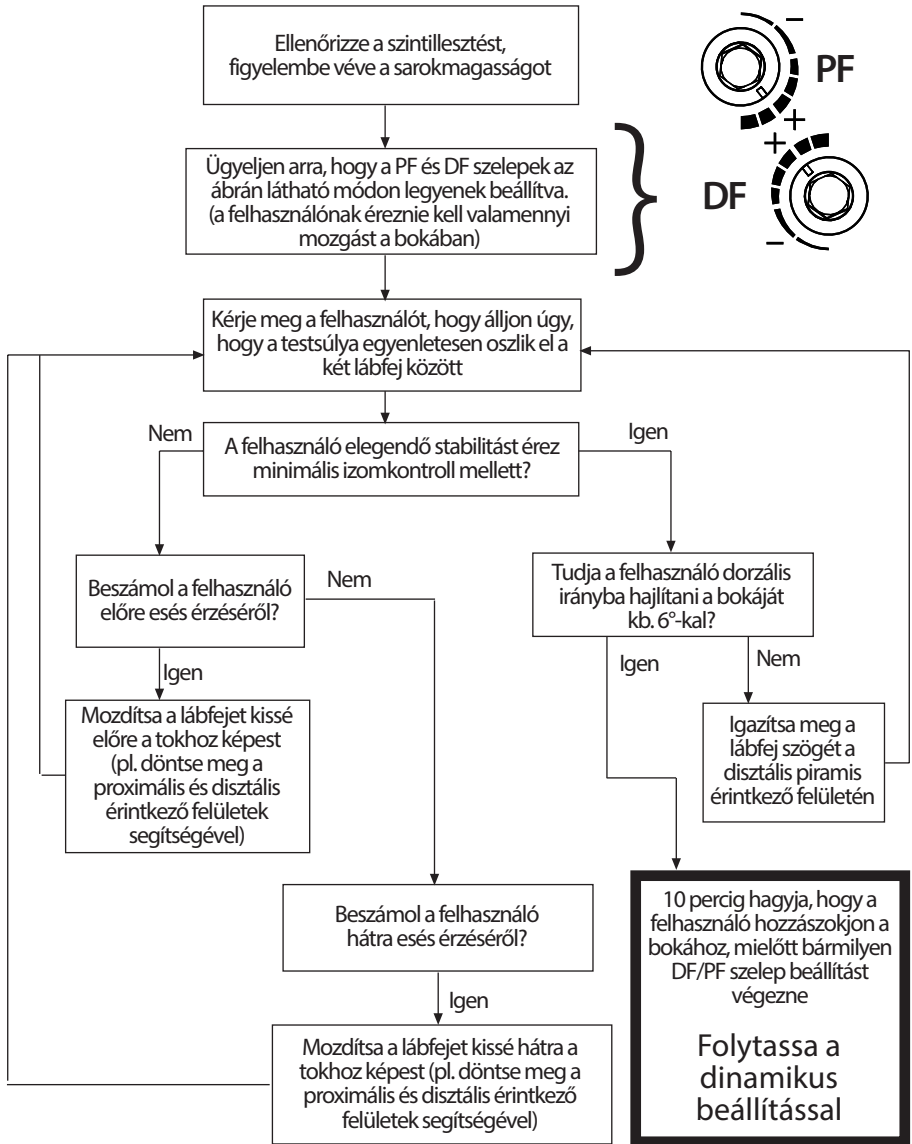 Ellenőrizze a szintillesztést,
figyelembe véve a sarokmagasságot
–
PF
+
Ügyeljen arra, hogy a PF és DF szelepek az
ábrán látható módon legyenek beállítva.
(a felhasználónak éreznie kell valamennyi
mozgást a bokában)
+
DF
–
Kérje meg a felhasználót, hogy álljon úgy,
hogy a testsúlya egyenletesen oszlik el a
két lábfej között
Nem
A felhasználó elegendő stabilitást érez
minimális izomkontroll mellett?
Igen
Beszámol a felhasználó
előre esés érzéséről?
Nem
Tudja a felhasználó dorzális
irányba hajlítani a bokáját
kb. 6°-kal?
Igen
Igen
Nem
Mozdítsa a lábfejet kissé
előre a tokhoz képest
(pl. döntse meg a
proximális és disztális
érintkező felületek
segítségével)
Igazítsa meg a
lábfej szögét a
disztális piramis
érintkező felületén
Beszámol a felhasználó
hátra esés érzéséről?
Igen
Mozdítsa a lábfejet kissé hátra a
tokhoz képest (pl. döntse meg a
proximális és disztális érintkező
felületek segítségével)
10 percig hagyja, hogy a
felhasználó hozzászokjon a
bokához, mielőtt bármilyen
DF/PF szelep beállítást
végezne
Folytassa a
dinamikus
beállítással